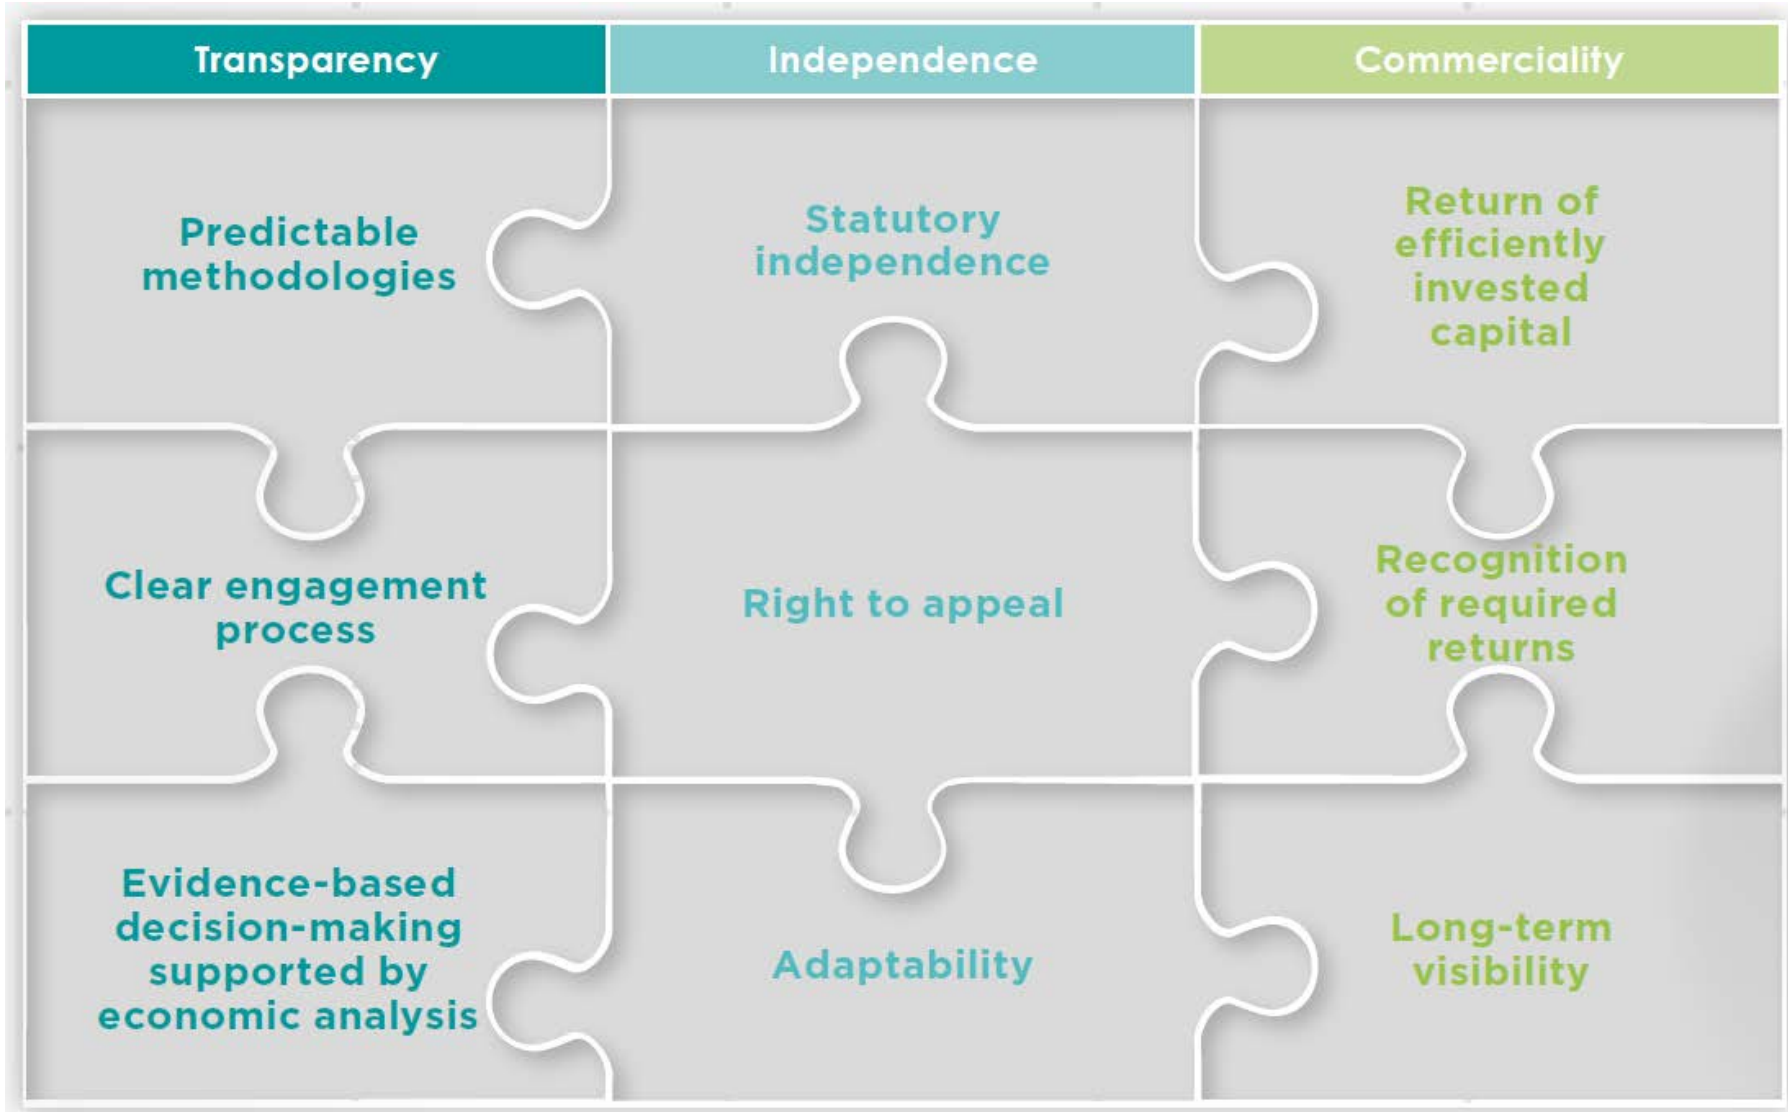 Transparency
Independence
Commerciality
Predictable
methodologies
Statutory
independence
Return of
efficiently
invested
capital
Clear engagement
process
Right to appeal
Recognition
of required
returns
Evidence-based
decision-making
supported by
economic analysis
Adaptability
Long-term
visibility